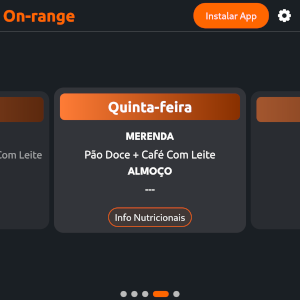 On-range
Instalar App
Quinta-feira
MERENDA
Com Leite
Pão Doce + Café Com Leite
ALMOÇO
---
Info Nutricionais